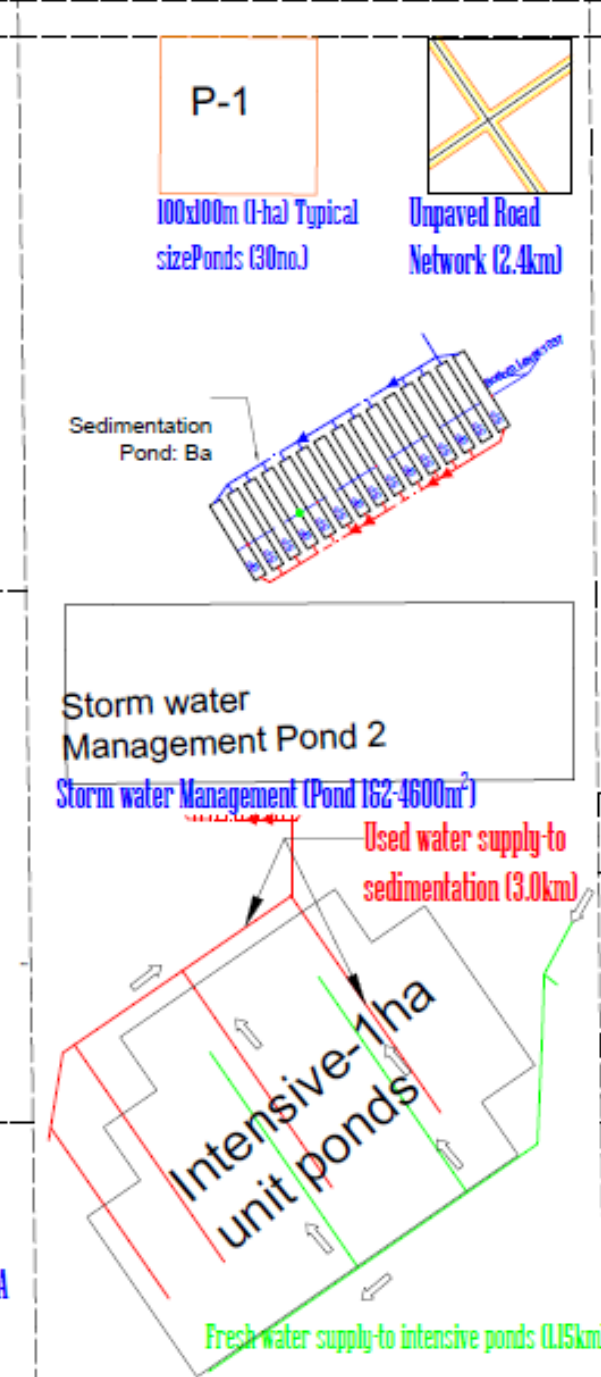 P-1
100x100m (1-ha) Typical
sizePonds (30no.)
Unpaved Road
Network (2.4km)
Sedimentation
Pond: Ba
Storm water
Management Pond 2
Storm water Management (Pond 1&2-4600m²)
Used water supply-to
sedimentation (3.0km)
Intensive-1ha
unit ponds
A
Fresh water supply-to intensive ponds (1.15km)